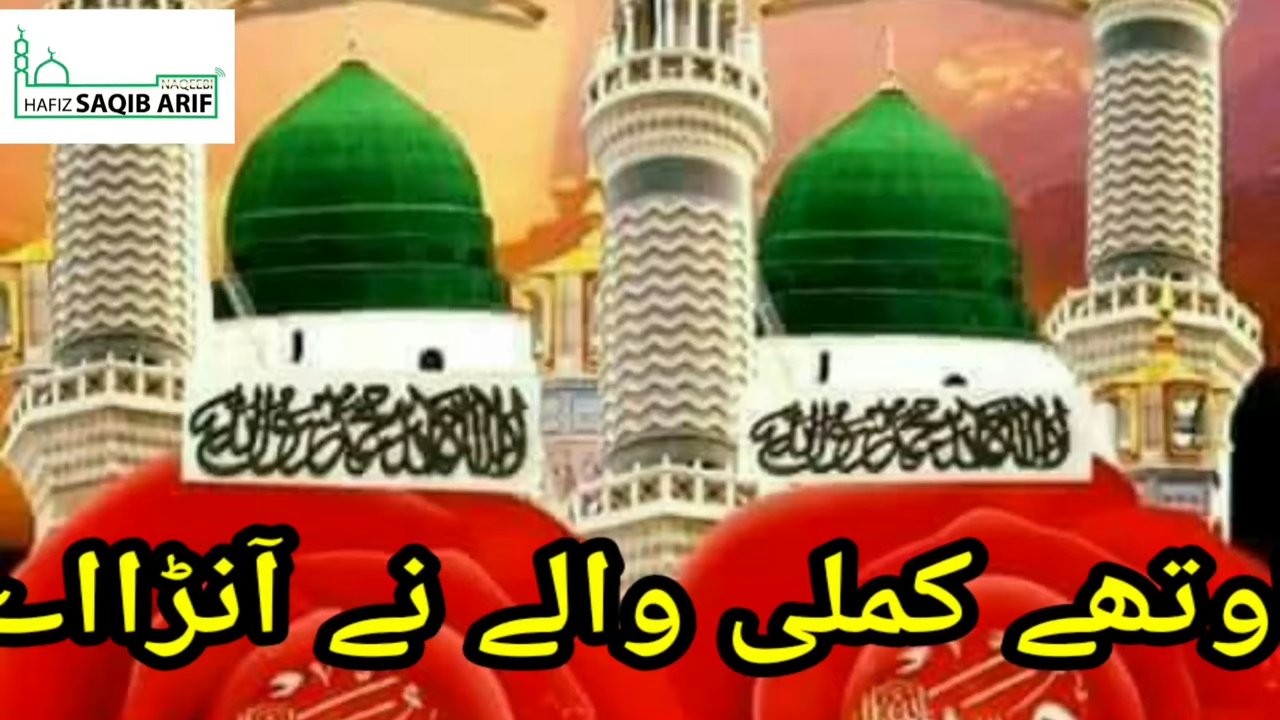 NAQEEBI
HAFIZ SAQIB ARIF
لا الہ الا اللہ محمد رسول اللہ
لا الہ الا اللہ محمد رسول اللہ
وتھے کملی والے نے آنڑااے